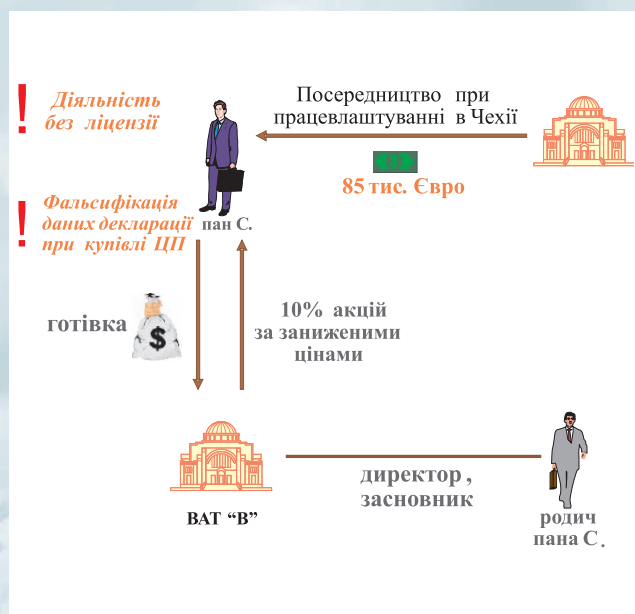 ! Діяльність
без ліцензії
Посередництво при
працевлаштуванні в Чехії
85 тис. Євро
! Фальсифікація
даних декларації
при купівлі ЦП
пан С.
готівка
$
10% акцій
за заниженими
цінами
ВАТ “В”
директор ,
засновник
родич
пана С .